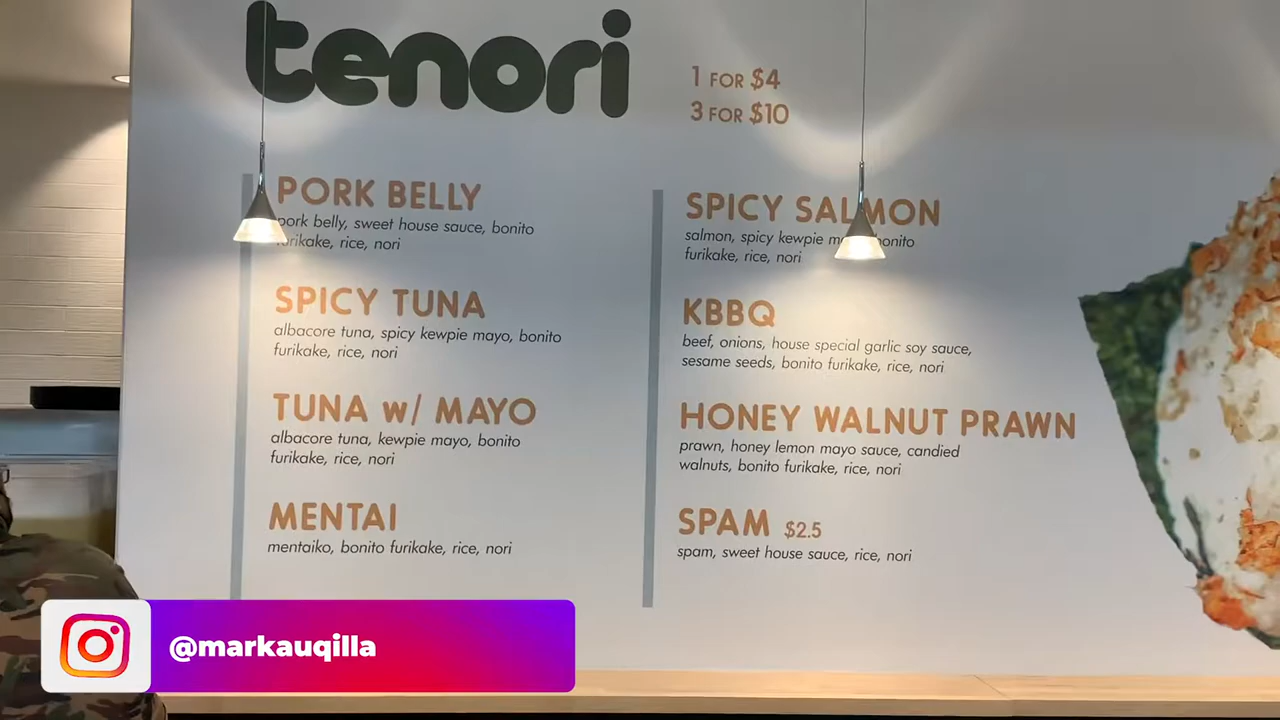 tenori
1 FOR $4
3 FOR $10
PORK BELLY
pork belly, sweet house sauce, bonito
furikake, rice, nori
SPICY TUNA
albacore tuna, spicy kewpie mayo, bonito
furikake, rice, nori
TUNA w/ MAYO
albacore tuna, kewpie mayo, bonito
furikake, rice, nori
MENTAI
mentaiko, bonito furikake, rice, nori
SPICY SALMON
salmon, spicy kewpie bonito
furikake, rice, nori
KBBQ
beef, onions, house special garlic soy sauce,
sesame seeds, bonito furikake, rice, nori
HONEY WALNUT PRAWN
prawn, honey lemon mayo sauce, candied
walnuts, bonito furikake, rice, nori
SPAM $2.5
spam, sweet house sauce, rice, nori
@markauqilla